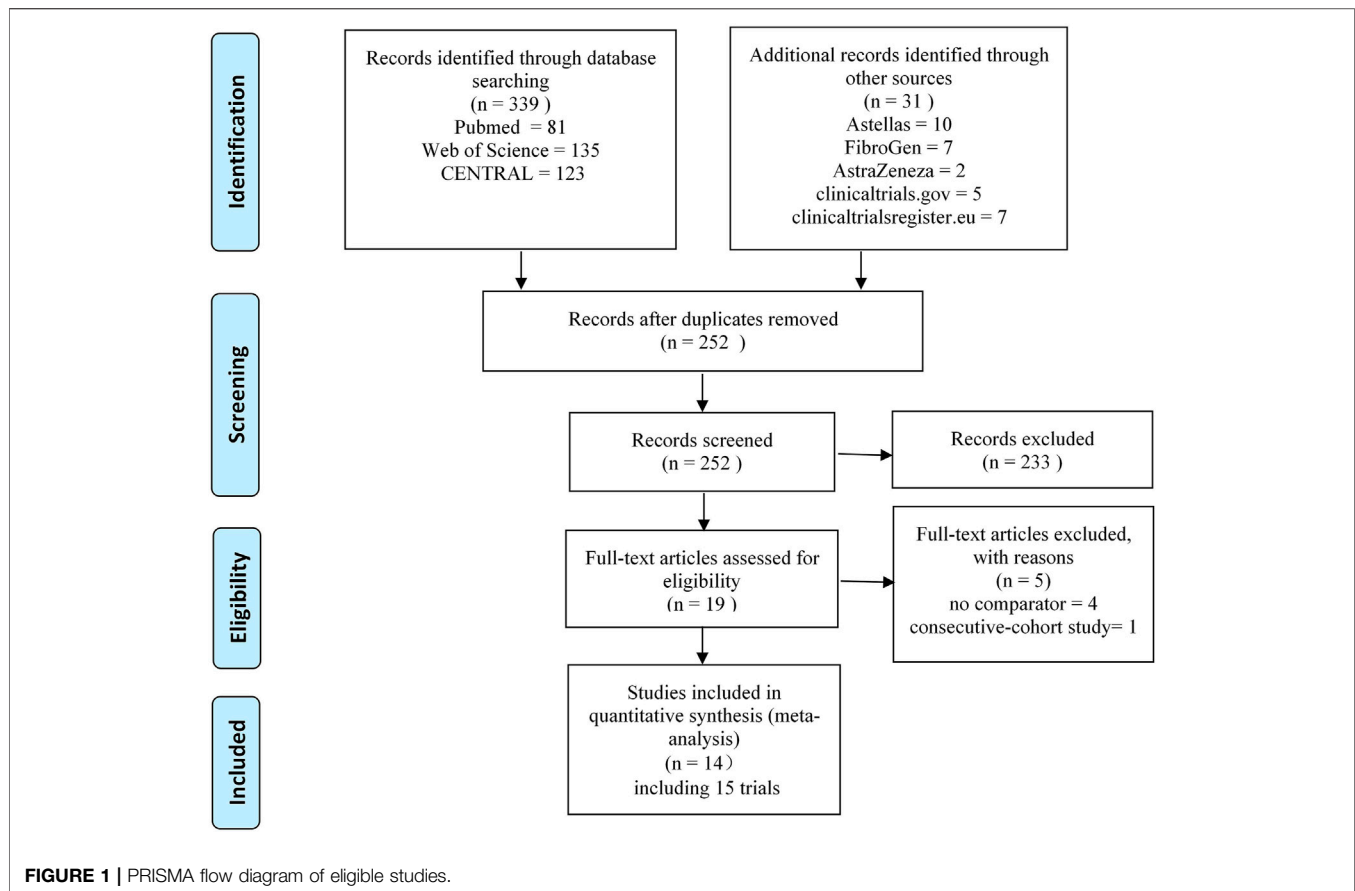 Identification
Records identified through database
searching
(n = 339 )
Pubmed = 81
Web of Science = 135
CENTRAL = 123
Additional records identified through
other sources
(n = 31 )
Astellas = 10
FibroGen = 7
AstraZeneza = 2
clinicaltrials.gov = 5
clinicaltrialsregister.eu = 7
Screening
Records after duplicates removed
(n = 252 )
Records screened
(n = 252 )
Records excluded
(n = 233 )
Eligibility
Full-text articles assessed for
eligibility
(n = 19 )
Full-text articles excluded,
with reasons
(n = 5)
no comparator = 4
consecutive-cohort study= 1
Included
Studies included in
quantitative synthesis (meta-
analysis)
(n = 14）
including 15 trials
FIGURE 1 | PRISMA flow diagram of eligible studies.